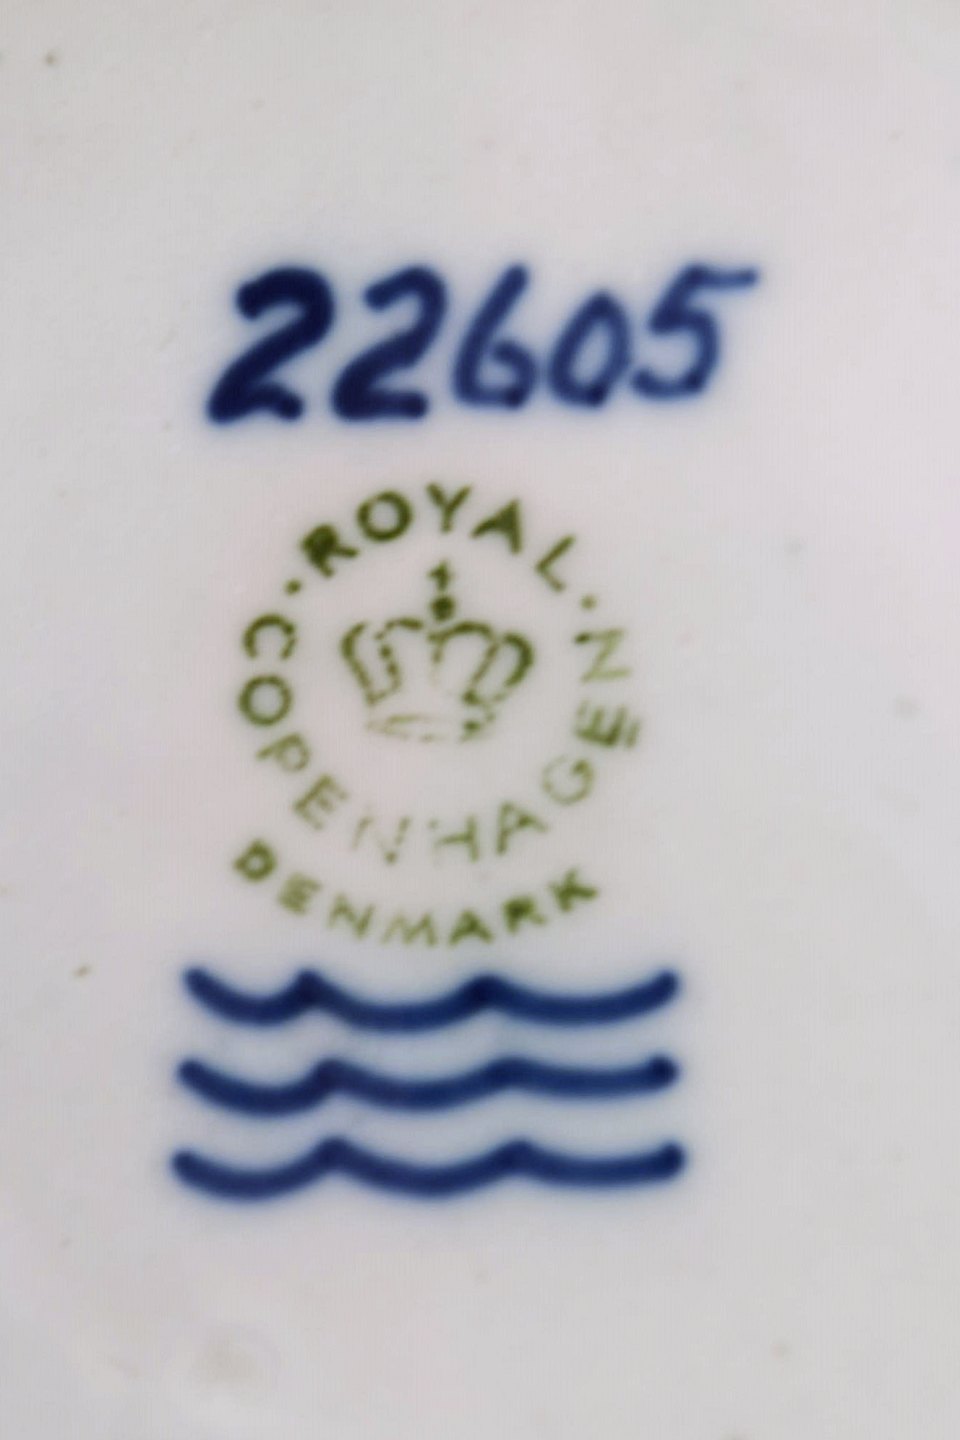 22605
· ROYAL ·
COPENHAGEN
DENMARK